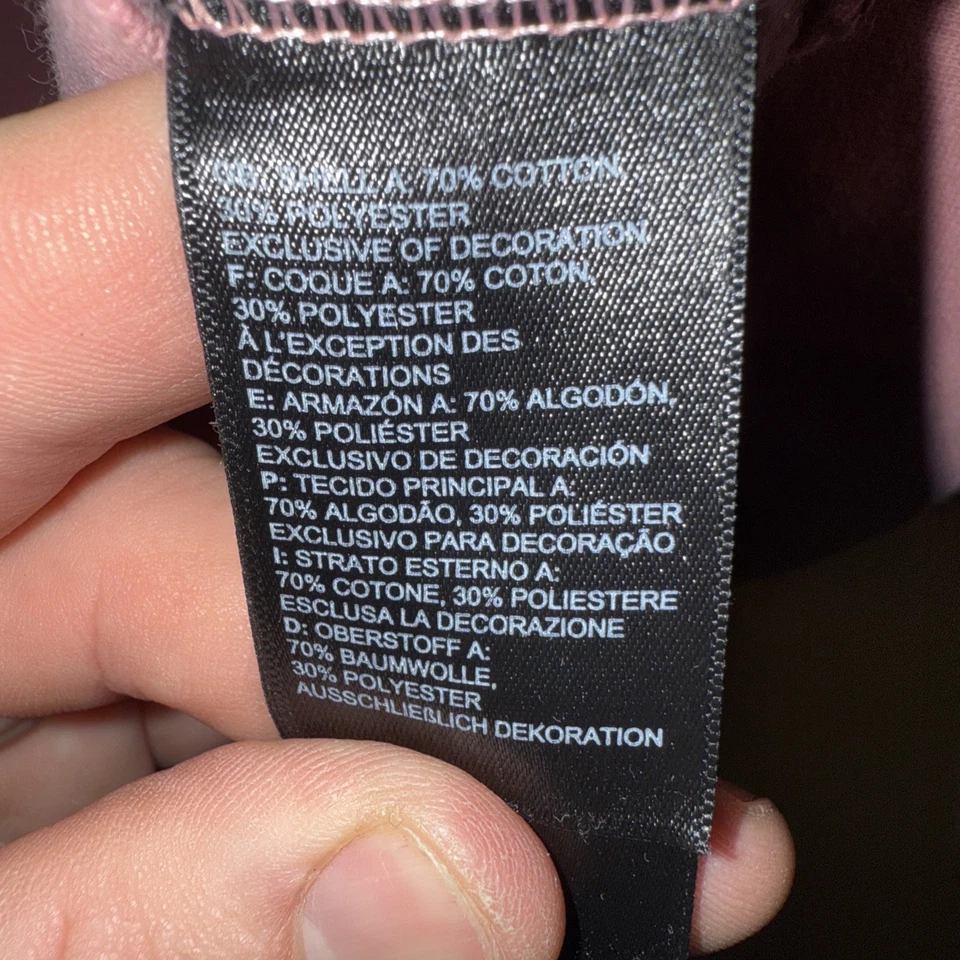 GB: SHELL A: 70% COTTON,
30% POLYESTER
EXCLUSIVE OF DECORATION
F: COQUE A: 70% COTON,
30% POLYESTER
À L'EXCEPTION DES
DÉCORATIONS
E: ARMAZÓN A: 70% ALGODÓN,
30% POLIÉSTER
EXCLUSIVO DE DECORACIÓN
P: TECIDO PRINCIPAL A:
70% ALGODÃO, 30% POLIÉSTER
EXCLUSIVO PARA DECORAÇÃO
I: STRATO ESTERNO A:
70% COTONE, 30% POLIESTERE
ESCLUSA LA DECORAZIONE
D: OBERSTOFF A:
70% BAUMWOLLE,
30% POLYESTER
AUSSCHLIEßLICH DEKORATION